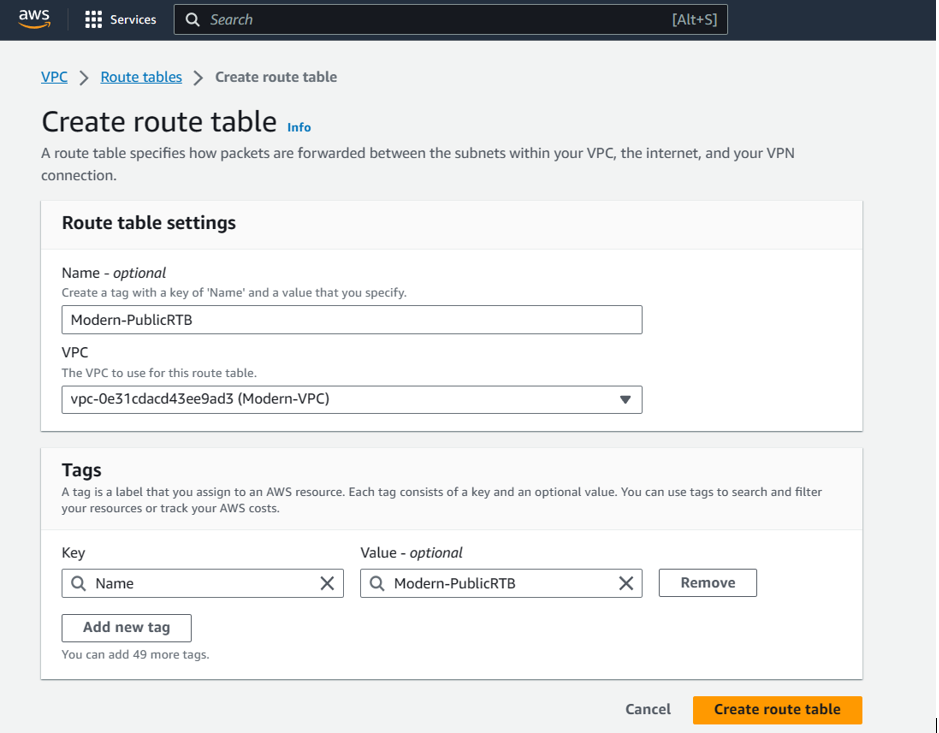 aws
Services
Search
[Alt+S]
VPC > Route tables > Create route table
Create route table Info
A route table specifies how packets are forwarded between the subnets within your VPC, the internet, and your VPN
connection.
Route table settings
Name - optional
Create a tag with a key of 'Name' and a value that you specify.
Modern-PublicRTB
VPC
The VPC to use for this route table.
vpc-0e31cdacd43ee9ad3 (Modern-VPC)
Tags
A tag is a label that you assign to an AWS resource. Each tag consists of a key and an optional value. You can use tags to search and filter
your resources or track your AWS costs.
Key
Value - optional
Name
Modern-PublicRTB
Remove
Add new tag
You can add 49 more tags.
Cancel
Create route table